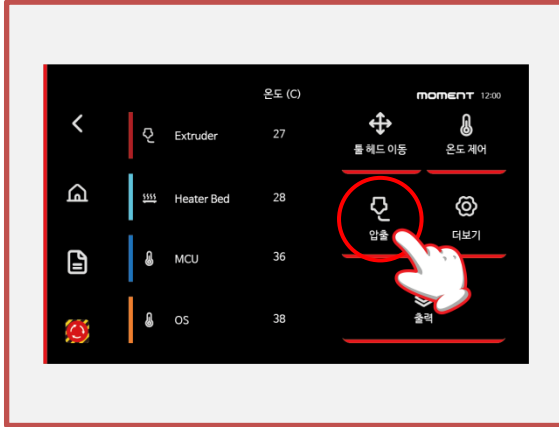 온도 (C)
moment 12:00
Extruder 27
툴 헤드 이동 온도 제어
Heater Bed 28
압출 더보기
MCU 36
OS 38
출력